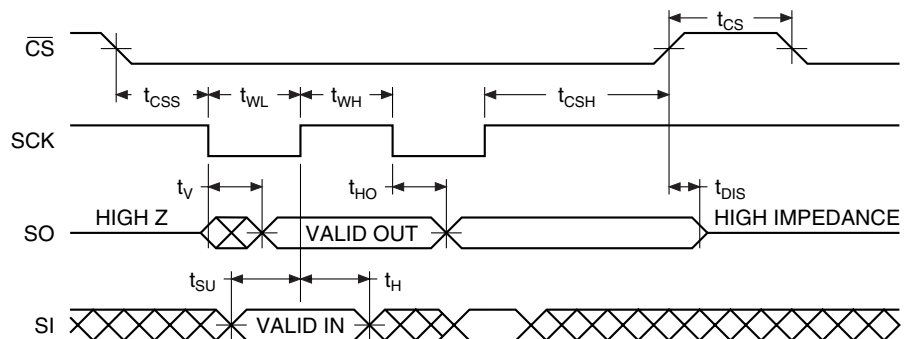 t_CS
C̅S̅
t_CSS t_WL t_WH t_CSH
SCK
t_V t_HO t_DIS
HIGH Z HIGH IMPEDANCE
SO VALID OUT
t_SU t_H
SI VALID IN